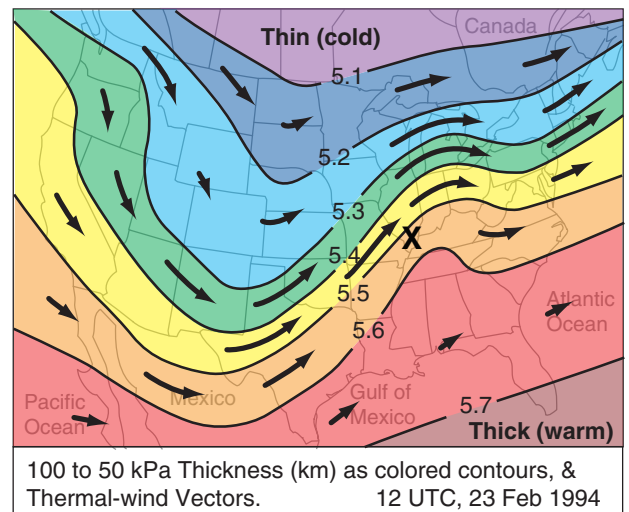 Canada
Thin (cold)
5.1
5.2
5.3
5.4
X
5.5
5.6
Atlantic
Ocean
Pacific
Ocean
Mexico
Gulf of
Mexico
5.7
Thick (warm)
100 to 50 kPa Thickness (km) as colored contours, &
Thermal-wind Vectors. 12 UTC, 23 Feb 1994